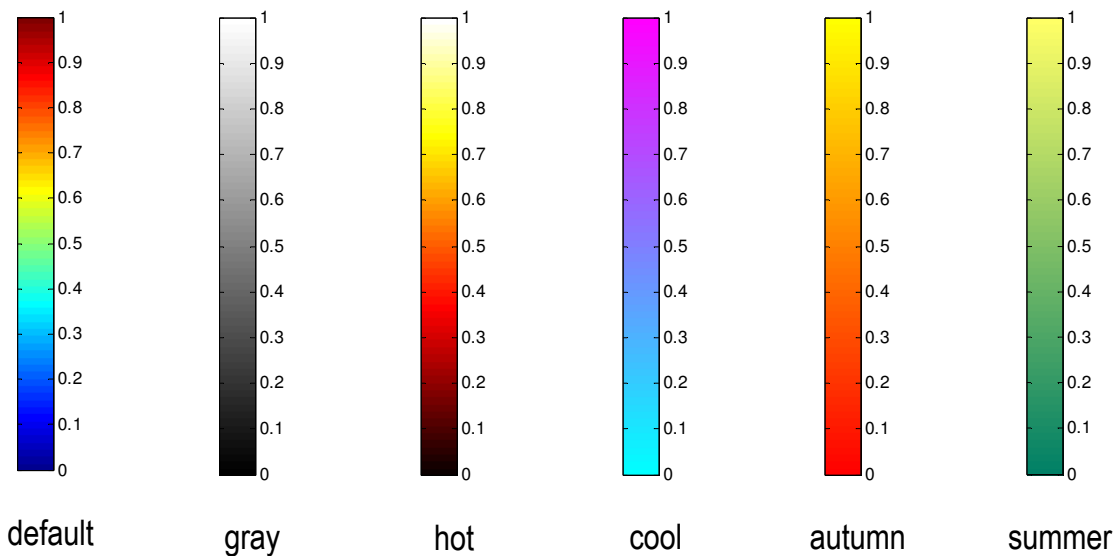 1 1 1 1 1 1
0.9 0.9 0.9 0.9 0.9 0.9
0.8 0.8 0.8 0.8 0.8 0.8
0.7 0.7 0.7 0.7 0.7 0.7
0.6 0.6 0.6 0.6 0.6 0.6
0.5 0.5 0.5 0.5 0.5 0.5
0.4 0.4 0.4 0.4 0.4 0.4
0.3 0.3 0.3 0.3 0.3 0.3
0.2 0.2 0.2 0.2 0.2 0.2
0.1 0.1 0.1 0.1 0.1 0.1
0 0 0 0 0 0
default gray hot cool autumn summer